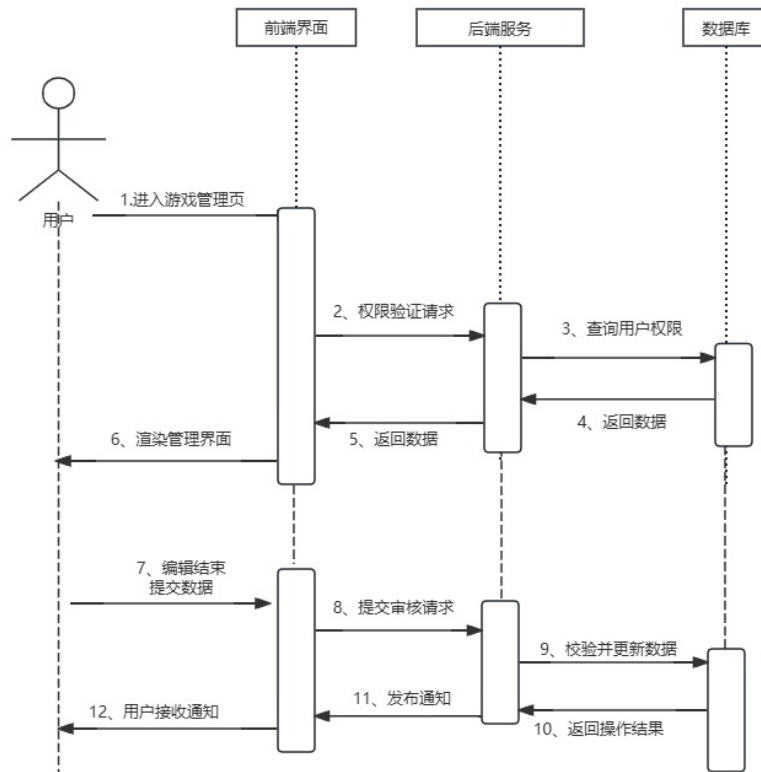 前端界面
后端服务
数据库
用户
1.进入游戏管理页
2、权限验证请求
3、查询用户权限
4、返回数据
5、返回数据
6、渲染管理界面
7、编辑结束
提交数据
8、提交审核请求
9、校验并更新数据
10、返回操作结果
11、发布通知
12、用户接收通知